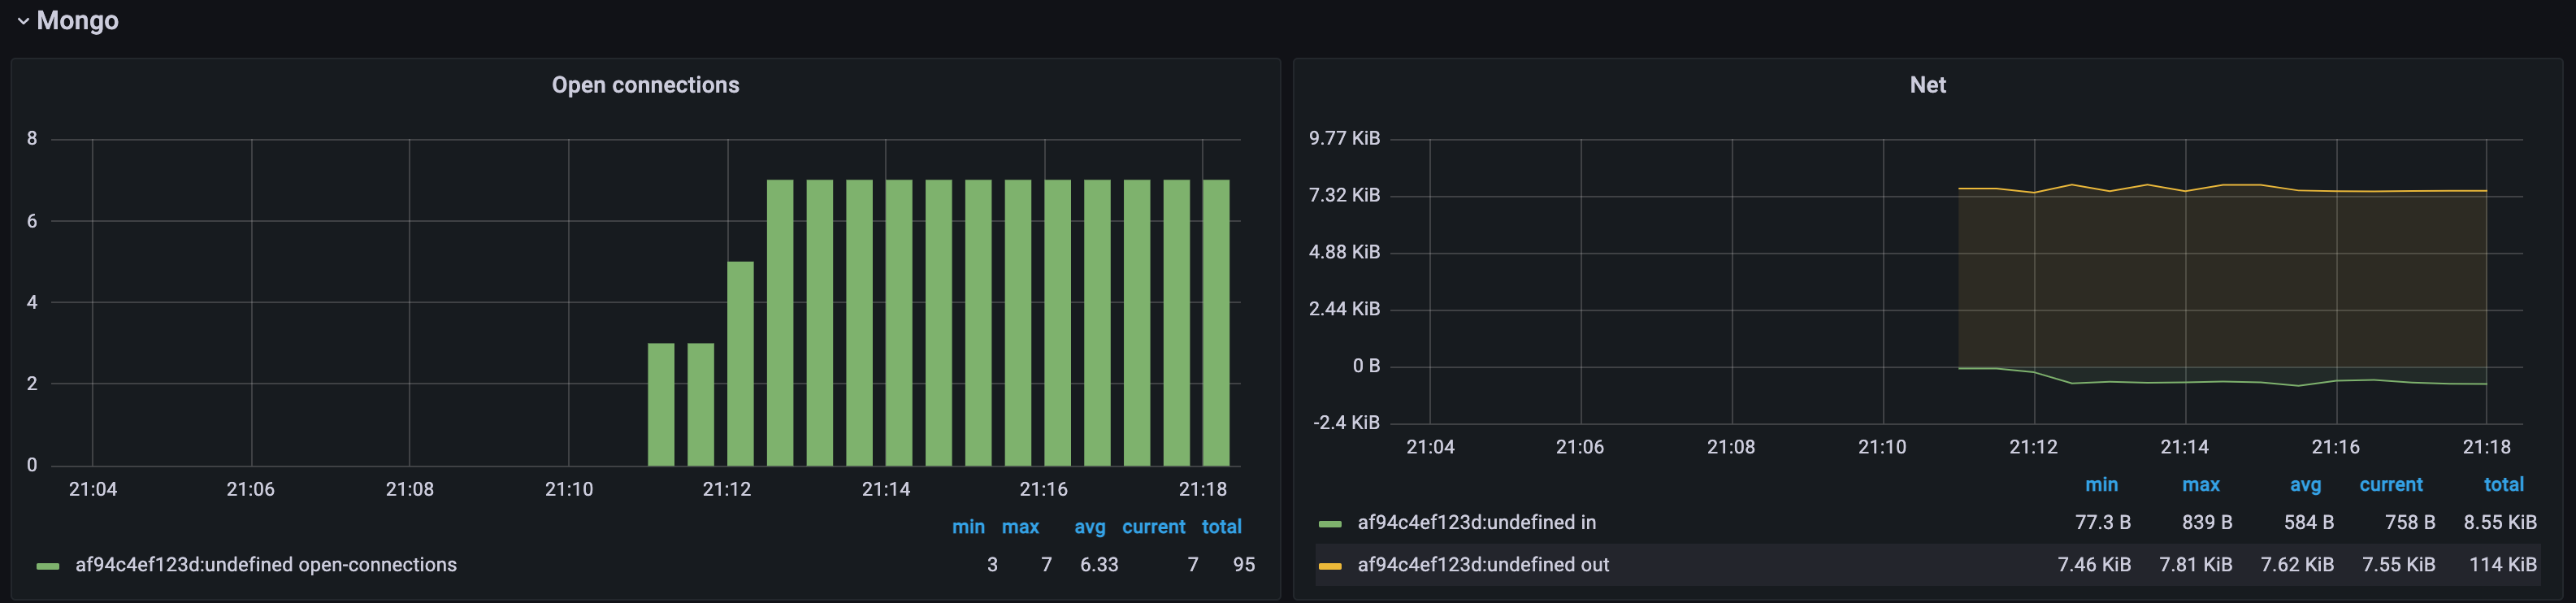 Mongo
Open connections
8
6
4
2
0
21:04 21:06 21:08 21:10 21:12 21:14 21:16 21:18
min max avg current total
af94c4ef123d:undefined open-connections 3 7 6.33 7 95
Net
9.77 KiB
7.32 KiB
4.88 KiB
2.44 KiB
0 B
-2.4 KiB
21:04 21:06 21:08 21:10 21:12 21:14 21:16 21:18
min max avg current total
af94c4ef123d:undefined in 77.3 B 839 B 584 B 758 B 8.55 KiB
af94c4ef123d:undefined out 7.46 KiB 7.81 KiB 7.62 KiB 7.55 KiB 114 KiB